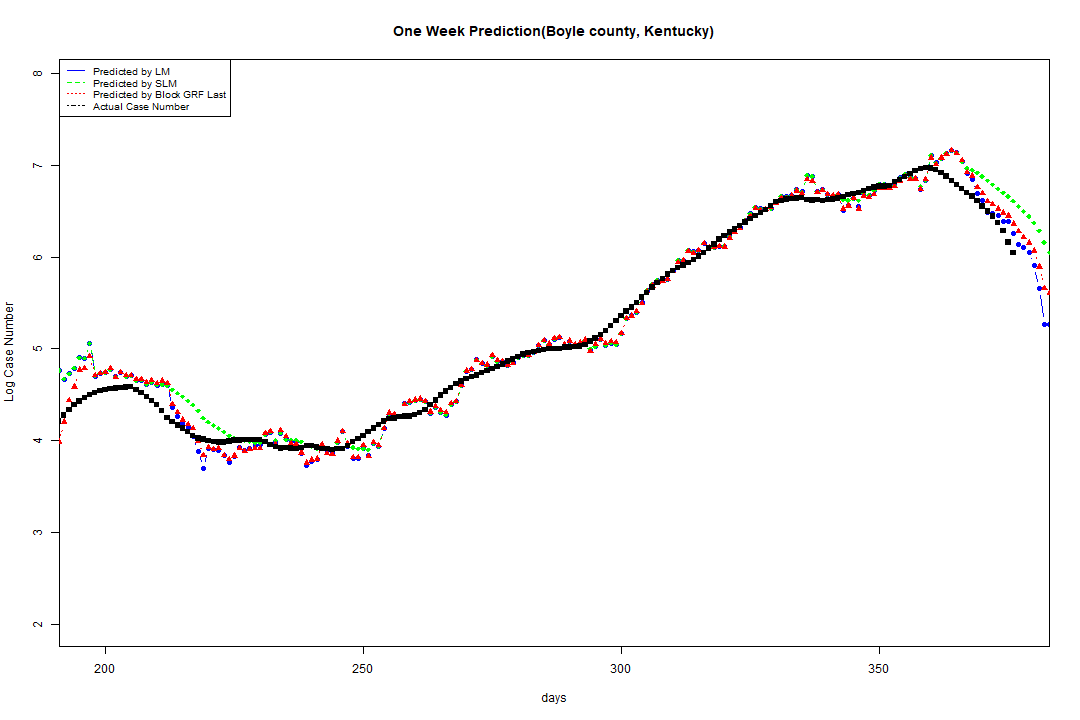 One Week Prediction(Boyle county, Kentucky)
Predicted by LM
Predicted by SLM
Predicted by Block GRF Last
Actual Case Number
8
7
6
5
4
3
2
Log Case Number
200 250 300 350
days